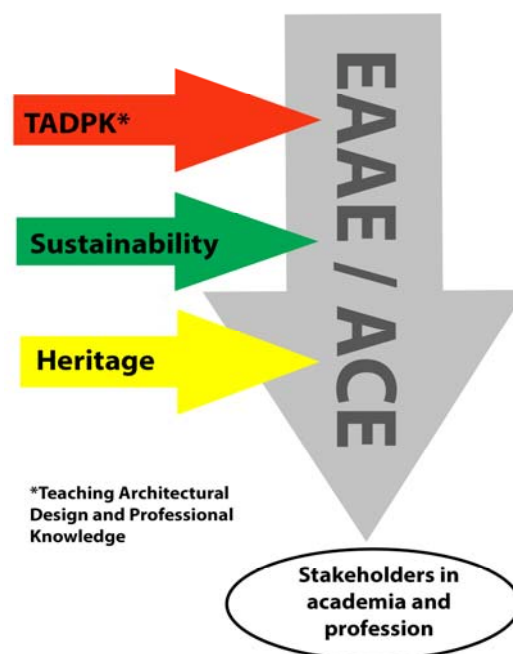 TADPK*
EAAE / ACE
Sustainability
Heritage
*Teaching Architectural
Design and Professional
Knowledge
Stakeholders in
academia and
profession